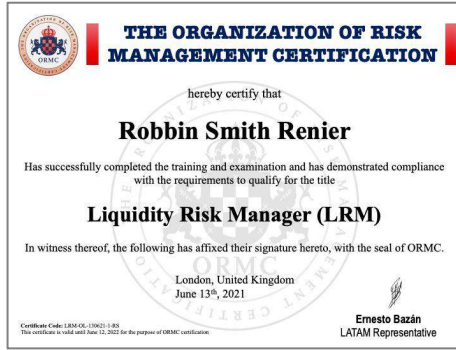 THE ORGANIZATION OF RISK
MANAGEMENT CERTIFICATION
ORMC
hereby certify that
Robbin Smith Renier
Has successfully completed the training and examination and has demonstrated compliance
with the requirements to qualify for the title
Liquidity Risk Manager (LRM)
In witness thereof, the following has affixed their signature hereto, with the seal of ORMC.
ORMC
London, United Kingdom
June 13th, 2021
Ernesto Bazán
LATAM Representative
Certificate Code: LRM-OL-130621-1-RS
This certificate is valid until June 12, 2022 for the purpose of ORMC certification